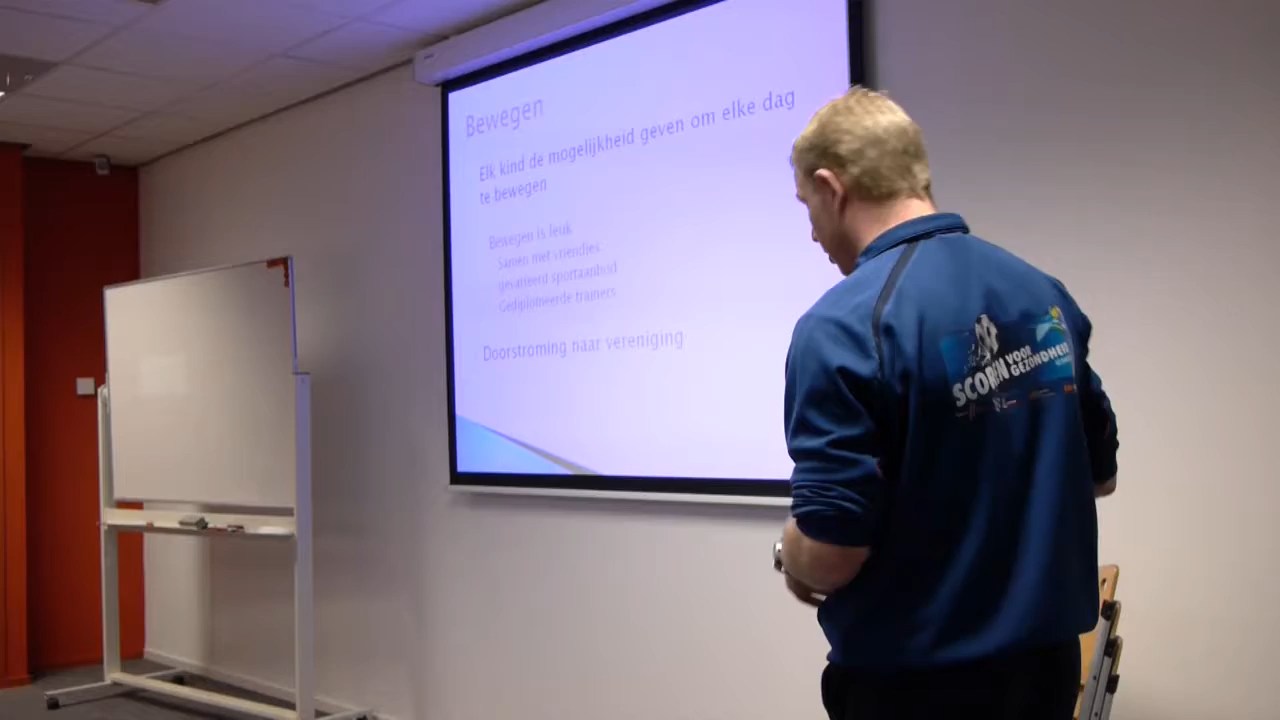 Bewegen
Elk kind de mogelijkheid geven om elke dag
te bewegen
Bewegen is leuk
Samen met vriendjes
Gevarieerd sportaanbod
Gediplomeerde trainers
Doorstroming naar vereniging
SCOREN VOOR
GEZONDHEID